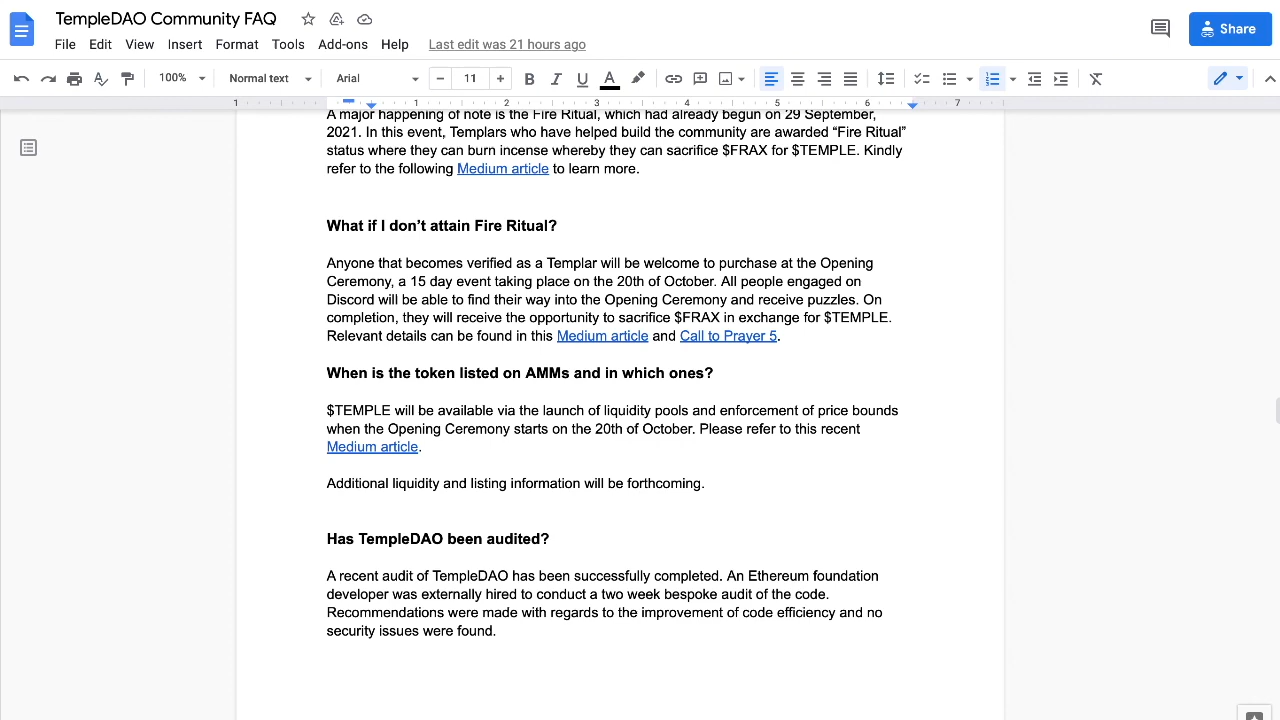 TempleDAO Community FAQ
File Edit View Insert Format Tools Add-ons Help Last edit was 21 hours ago
Share
100% Normal text Arial 11
1 1 2 3 4 5 6 7
A major happening of note is the Fire Ritual, which had already begun on 29 September,
2021. In this event, Templars who have helped build the community are awarded “Fire Ritual”
status where they can burn incense whereby they can sacrifice $FRAX for $TEMPLE. Kindly
refer to the following Medium article to learn more.
What if I don’t attain Fire Ritual?
Anyone that becomes verified as a Templar will be welcome to purchase at the Opening
Ceremony, a 15 day event taking place on the 20th of October. All people engaged on
Discord will be able to find their way into the Opening Ceremony and receive puzzles. On
completion, they will receive the opportunity to sacrifice $FRAX in exchange for $TEMPLE.
Relevant details can be found in this Medium article and Call to Prayer 5.
When is the token listed on AMMs and in which ones?
$TEMPLE will be available via the launch of liquidity pools and enforcement of price bounds
when the Opening Ceremony starts on the 20th of October. Please refer to this recent
Medium article.
Additional liquidity and listing information will be forthcoming.
Has TempleDAO been audited?
A recent audit of TempleDAO has been successfully completed. An Ethereum foundation
developer was externally hired to conduct a two week bespoke audit of the code.
Recommendations were made with regards to the improvement of code efficiency and no
security issues were found.